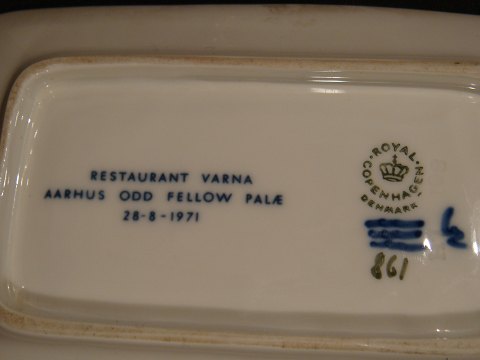 RESTAURANT VARNA
AARHUS ODD FELLOW PALÆ
28-8-1971
ROYAL
COPENHAGEN
DENMARK
861